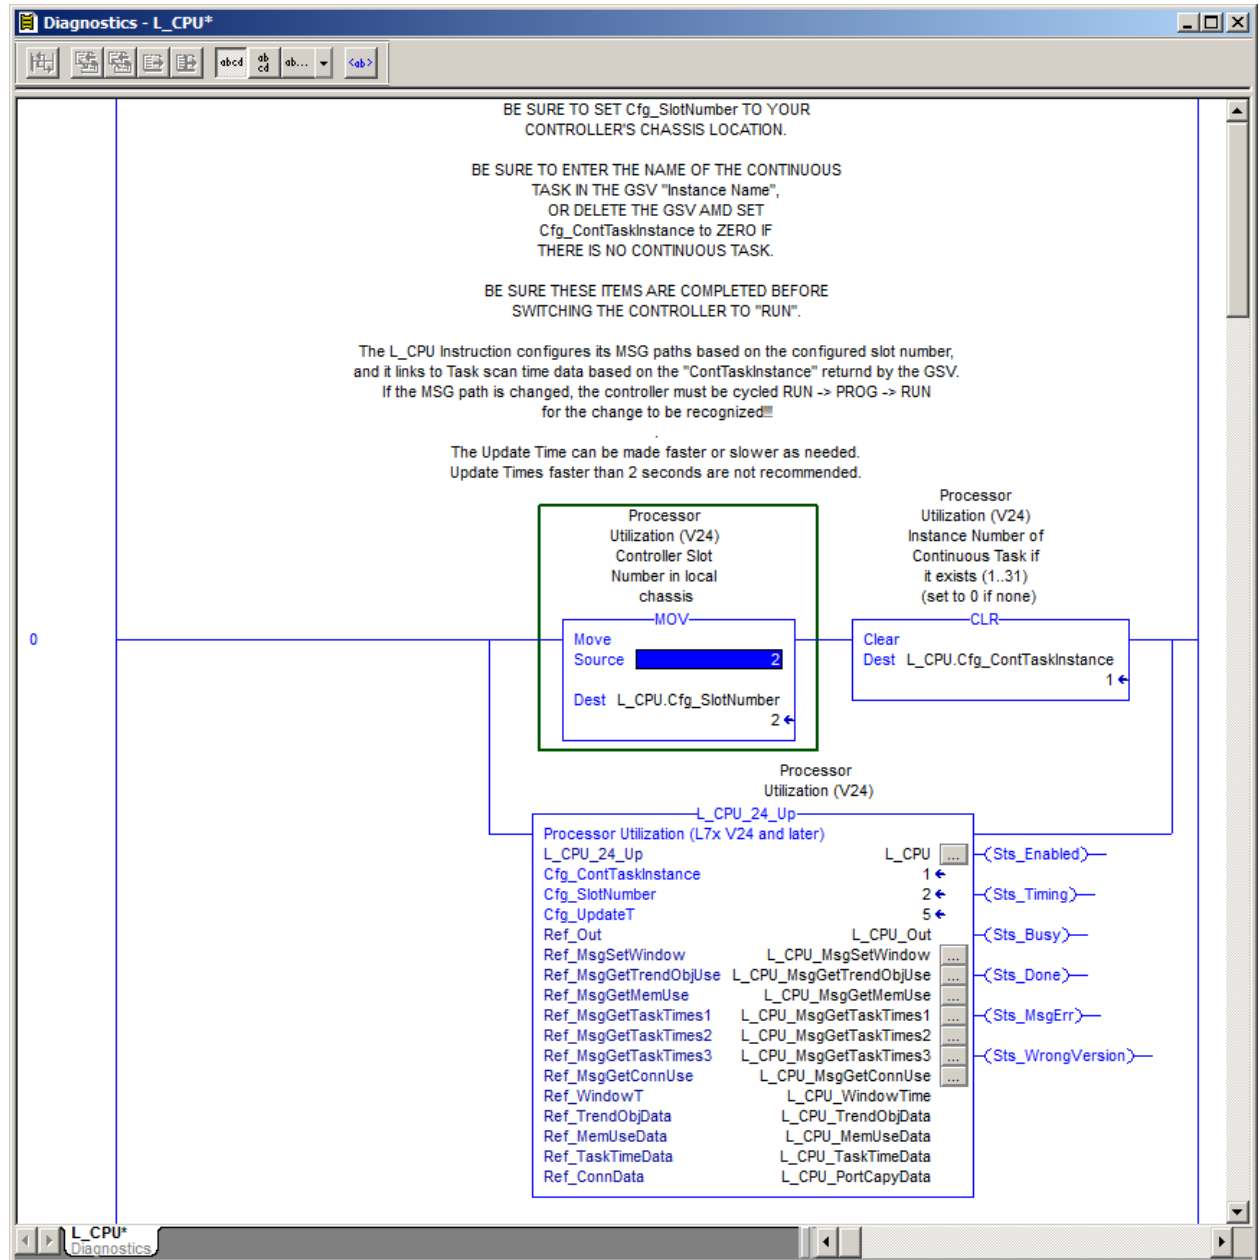 Diagnostics - L_CPU*
abcd
ab
cd
ab...
<ab>
BE SURE TO SET Cfg_SlotNumber TO YOUR
CONTROLLER'S CHASSIS LOCATION.
BE SURE TO ENTER THE NAME OF THE CONTINUOUS
TASK IN THE GSV "Instance Name",
OR DELETE THE GSV AMD SET
Cfg_ContTaskInstance to ZERO IF
THERE IS NO CONTINUOUS TASK.
BE SURE THESE ITEMS ARE COMPLETED BEFORE
SWITCHING THE CONTROLLER TO "RUN".
The L_CPU Instruction configures its MSG paths based on the configured slot number,
and it links to Task scan time data based on the "ContTaskInstance" returnd by the GSV.
If the MSG path is changed, the controller must be cycled RUN -> PROG -> RUN
for the change to be recognized!!!
.
The Update Time can be made faster or slower as needed.
Update Times faster than 2 seconds are not recommended.
Processor
Utilization (V24)
Controller Slot
Number in local
chassis
MOV
Move
Source 2
Dest L_CPU.Cfg_SlotNumber
2
Processor
Utilization (V24)
Instance Number of
Continuous Task if
it exists (1..31)
(set to 0 if none)
CLR
Clear
Dest L_CPU.Cfg_ContTaskInstance
1
0
Processor
Utilization (V24)
L_CPU_24_Up
Processor Utilization (L7x V24 and later)
L_CPU_24_Up L_CPU ... (Sts_Enabled)
Cfg_ContTaskInstance 1
Cfg_SlotNumber 2 (Sts_Timing)
Cfg_UpdateT 5
Ref_Out L_CPU_Out (Sts_Busy)
Ref_MsgSetWindow L_CPU_MsgSetWindow ...
Ref_MsgGetTrendObjUse L_CPU_MsgGetTrendObjUse ... (Sts_Done)
Ref_MsgGetMemUse L_CPU_MsgGetMemUse ...
Ref_MsgGetTaskTimes1 L_CPU_MsgGetTaskTimes1 ... (Sts_MsgErr)
Ref_MsgGetTaskTimes2 L_CPU_MsgGetTaskTimes2 ...
Ref_MsgGetTaskTimes3 L_CPU_MsgGetTaskTimes3 ... (Sts_WrongVersion)
Ref_MsgGetConnUse L_CPU_MsgGetConnUse ...
Ref_WindowT L_CPU_WindowTime
Ref_TrendObjData L_CPU_TrendObjData
Ref_MemUseData L_CPU_MemUseData
Ref_TaskTimeData L_CPU_TaskTimeData
Ref_ConnData L_CPU_PortCapyData
L_CPU*
Diagnostics